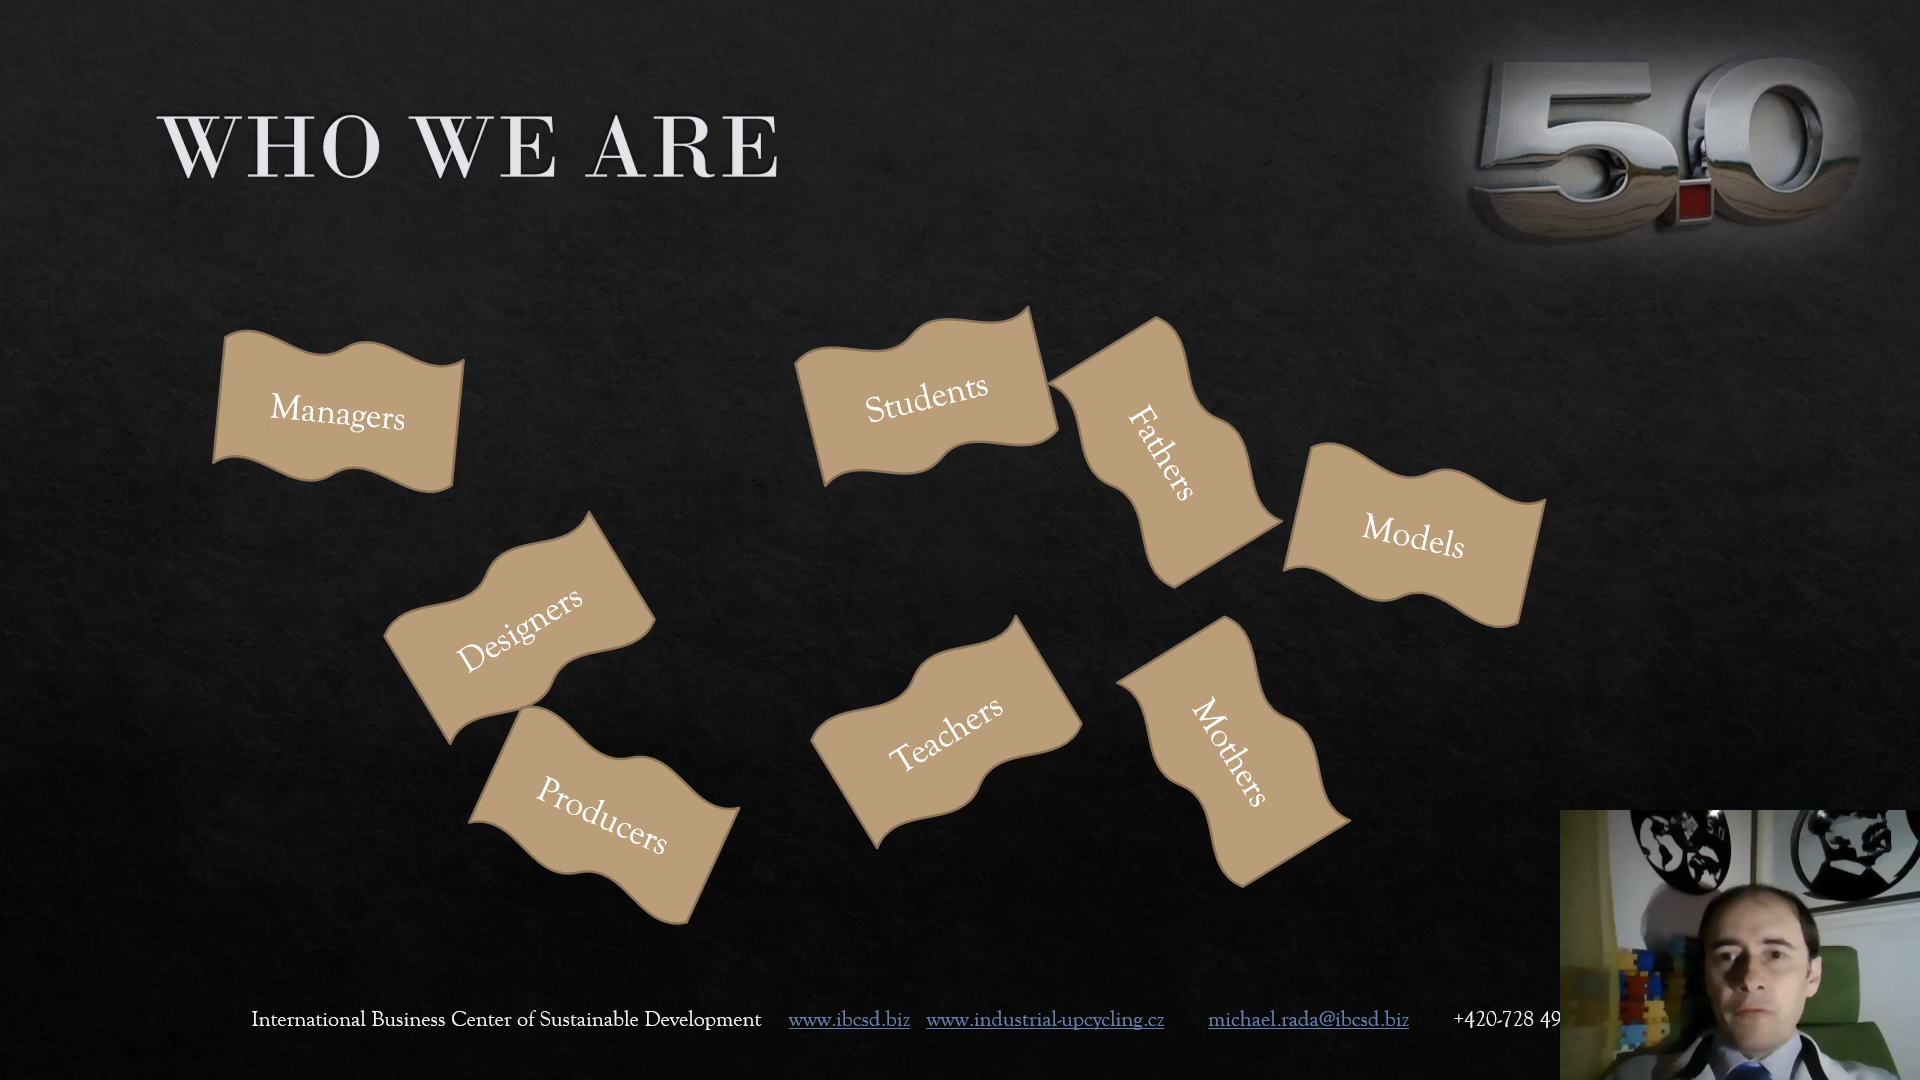 5.0
WHO WE ARE
Managers
Students
Fathers
Models
Designers
Teachers
Mothers
Producers
International Business Center of Sustainable Development www.ibcsd.biz www.industrial-upcycling.cz michael.rada@ibcsd.biz +420-728 49